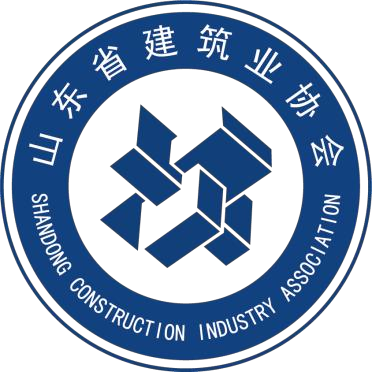 山东省建筑业协会
SHANDONG CONSTRUCTION INDUSTRY ASSOCIATION